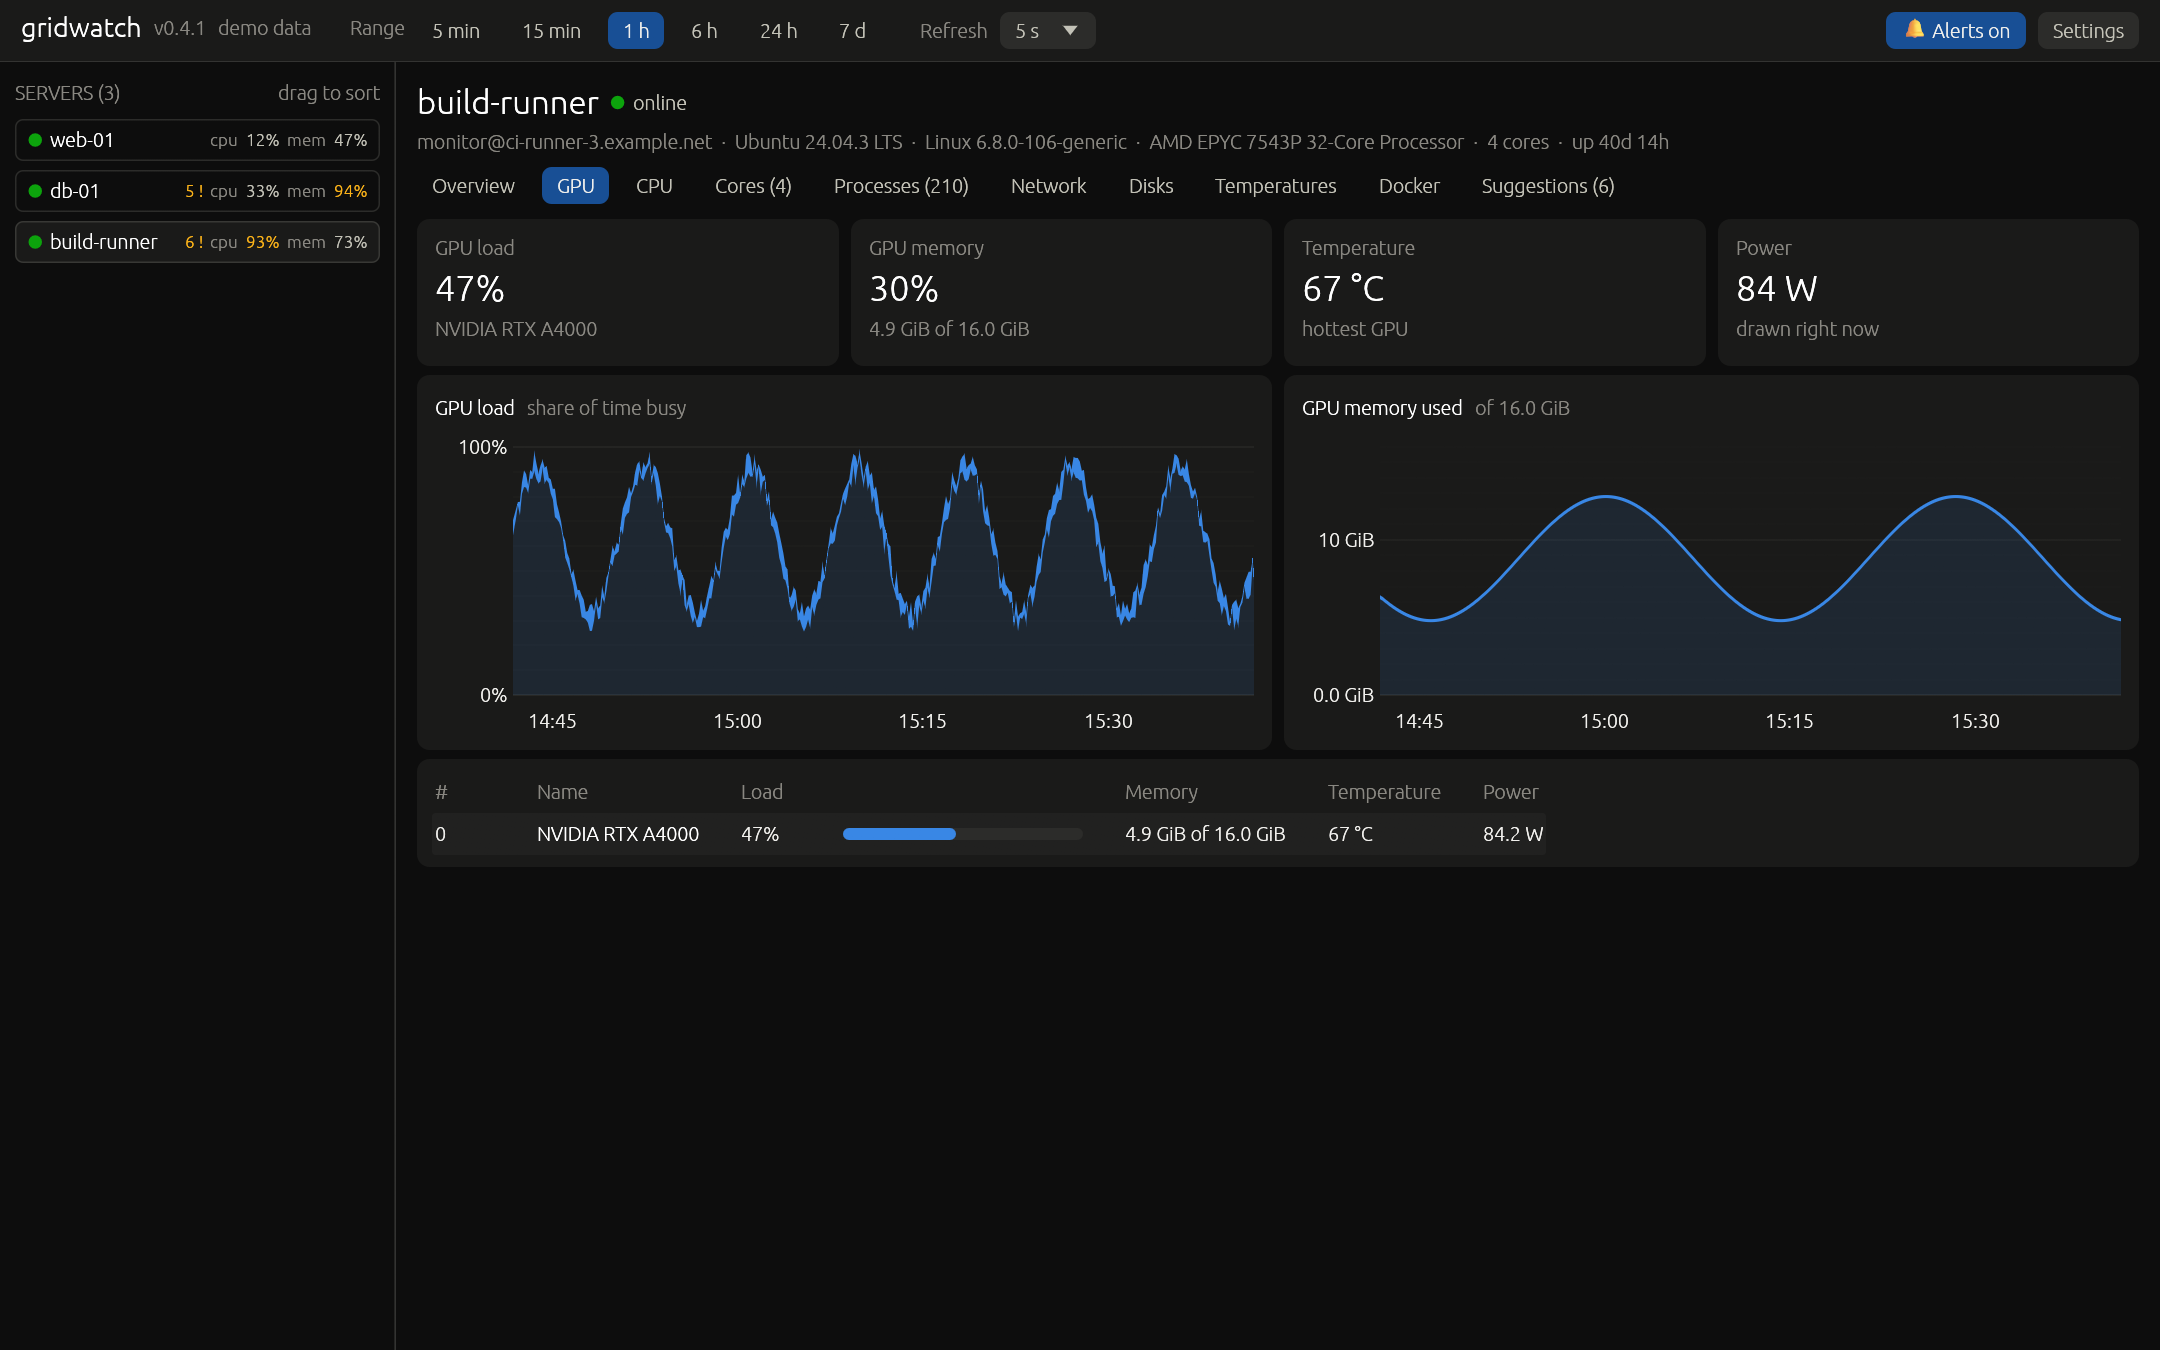 gridwatch v0.4.1 demo data Range 5 min 15 min 1 h 6 h 24 h 7 d Refresh 5 s Alerts on Settings
SERVERS (3) drag to sort
web-01 cpu 12% mem 47%
db-01 5 ! cpu 33% mem 94%
build-runner 6 ! cpu 93% mem 73%
build-runner online
monitor@ci-runner-3.example.net · Ubuntu 24.04.3 LTS · Linux 6.8.0-106-generic · AMD EPYC 7543P 32-Core Processor · 4 cores · up 40d 14h
Overview GPU CPU Cores (4) Processes (210) Network Disks Temperatures Docker Suggestions (6)
GPU load
47%
NVIDIA RTX A4000
GPU memory
30%
4.9 GiB of 16.0 GiB
Temperature
67 °C
hottest GPU
Power
84 W
drawn right now
GPU load share of time busy
100%
0%
14:45 15:00 15:15 15:30
GPU memory used of 16.0 GiB
10 GiB
0.0 GiB
14:45 15:00 15:15 15:30
# Name Load Memory Temperature Power
0 NVIDIA RTX A4000 47% 4.9 GiB of 16.0 GiB 67 °C 84.2 W